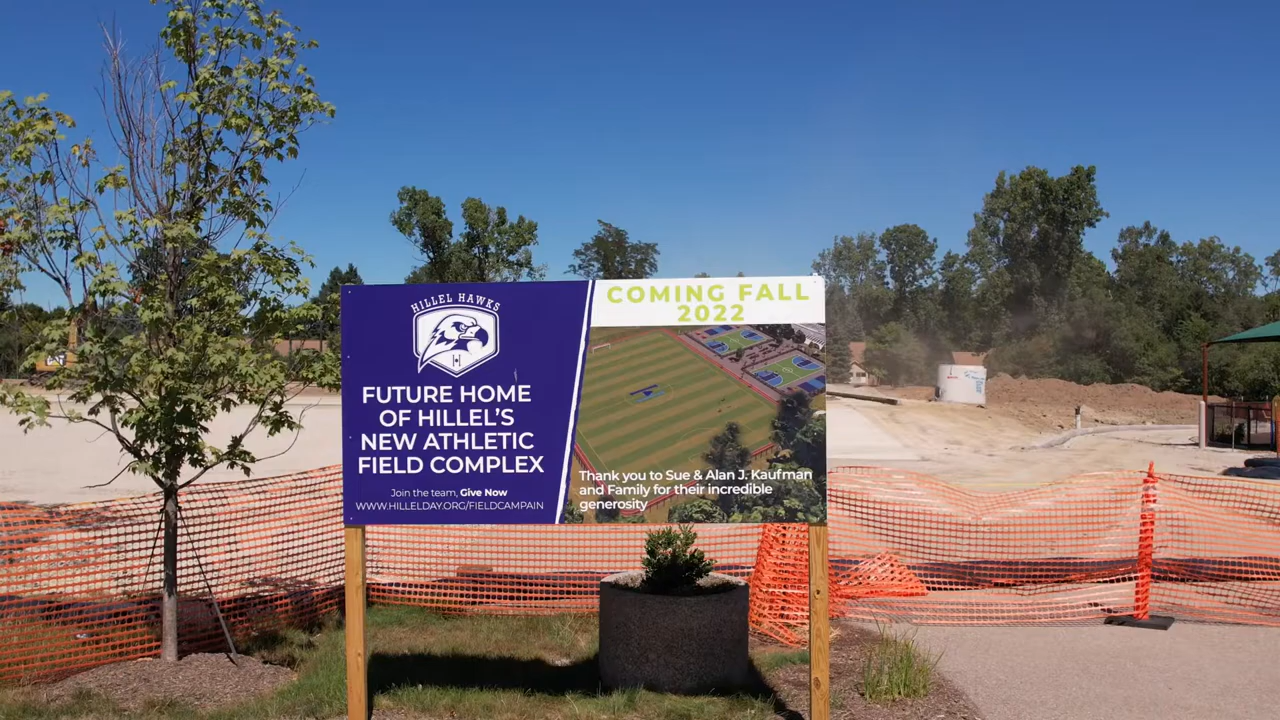 HILLEL HAWKS
FUTURE HOME
OF HILLEL'S
NEW ATHLETIC
FIELD COMPLEX
Join the team, Give Now
WWW.HILLELDAY.ORG/FIELDCAMPAIN
COMING FALL
2022
Thank you to Sue & Alan J. Kaufman
and Family for their incredible
generosity